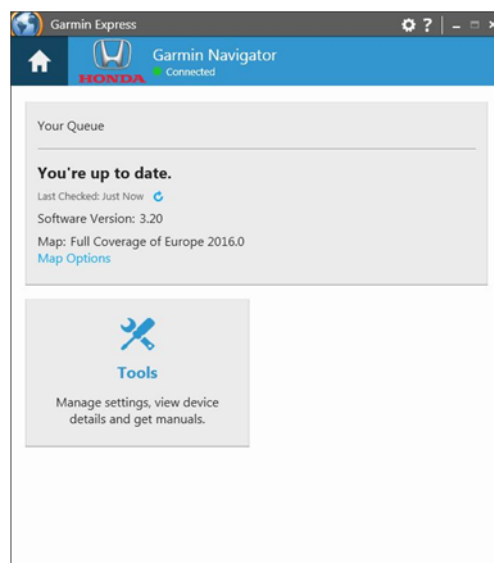 Garmin Express
?
HONDA
Garmin Navigator
Connected
Your Queue
You're up to date.
Last Checked: Just Now
Software Version: 3.20
Map: Full Coverage of Europe 2016.0
Map Options
Tools
Manage settings, view device
details and get manuals.